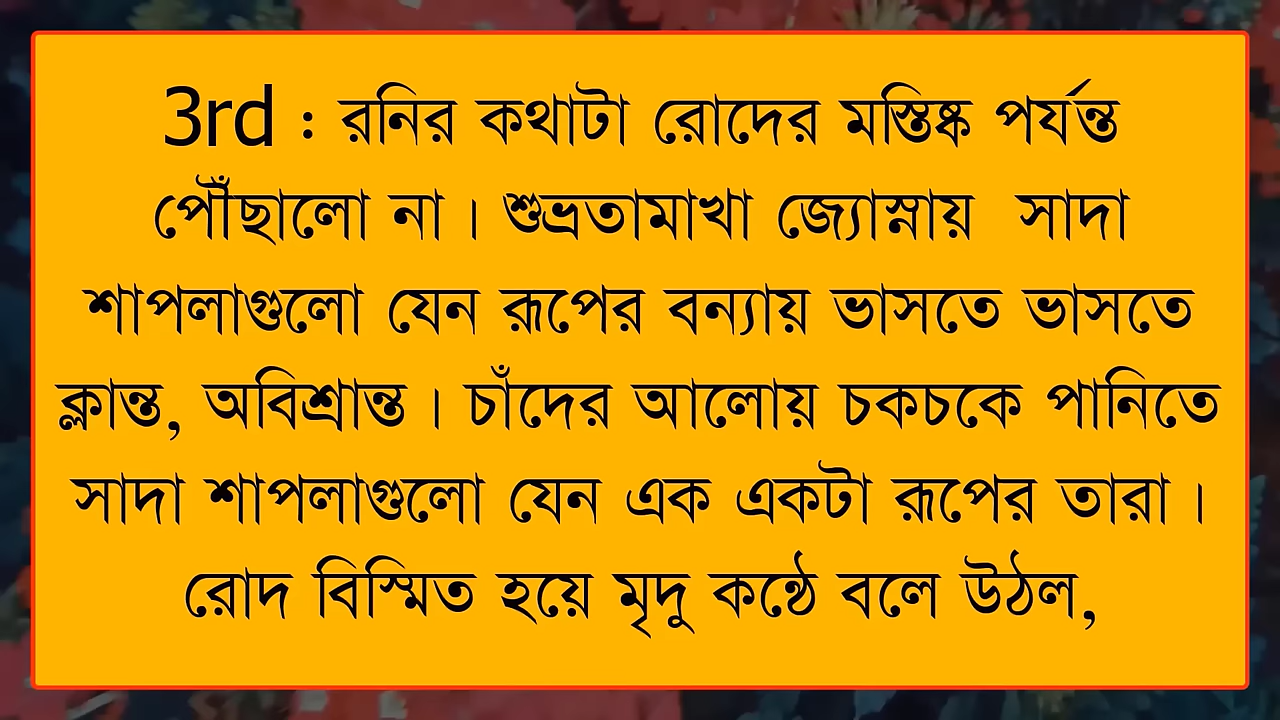 3rd : রনির কথাটা রোদের মস্তিষ্ক পর্যন্ত
পৌঁছালো না। শুভ্রতামাখা জ্যোস্নায় সাদা
শাপলাগুলো যেন রূপের বন্যায় ভাসতে ভাসতে
ক্লান্ত, অবিশ্রান্ত। চাঁদের আলোয় চকচকে পানিতে
সাদা শাপলাগুলো যেন এক একটা রূপের তারা।
রোদ বিস্মিত হয়ে মৃদু কন্ঠে বলে উঠল,